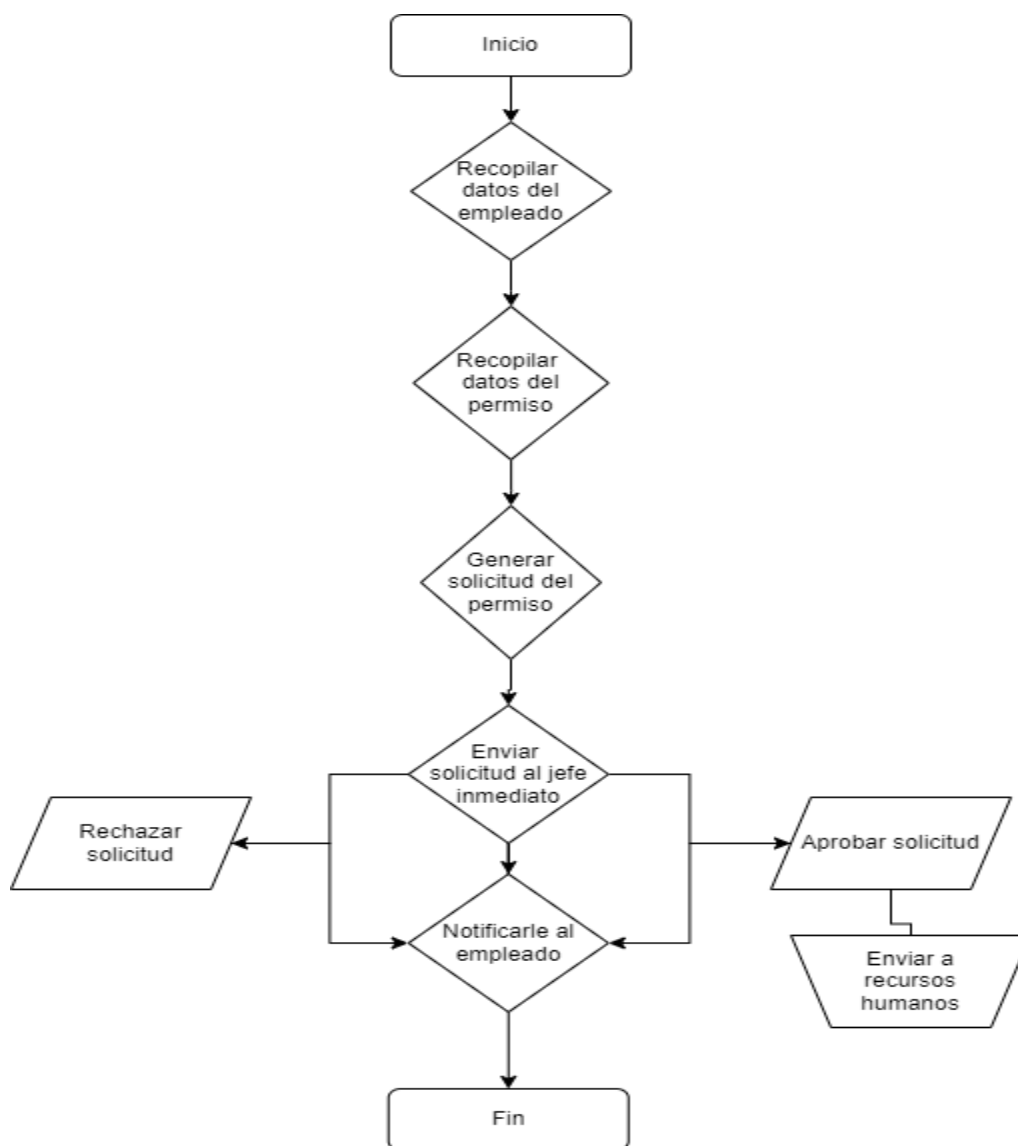 Inicio
Recopilar
datos del
empleado
Recopilar
datos del
permiso
Generar
solicitud del
permiso
Enviar
solicitud al jefe
inmediato
Rechazar
solicitud
Aprobar solicitud
Notificarle al
empleado
Enviar a
recursos
humanos
Fin